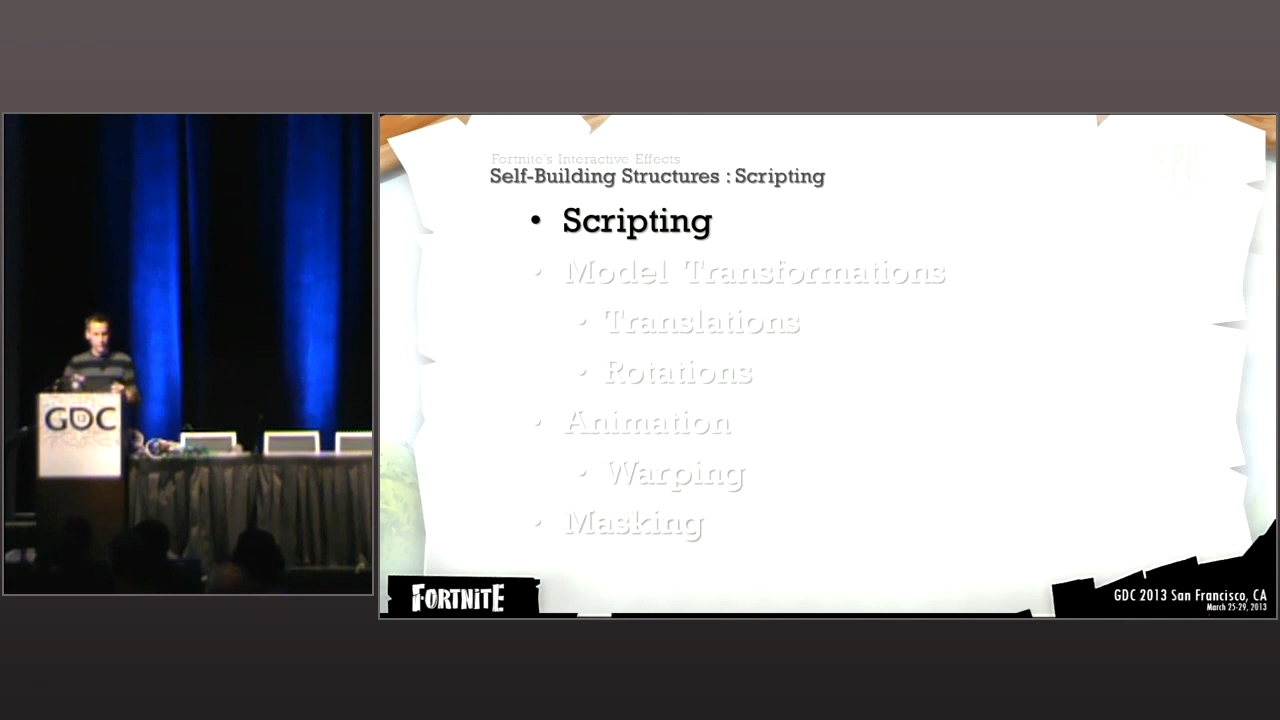 GDC
Fortnite's Interactive Effects
Self-Building Structures : Scripting
• Scripting
• Model Transformations
• Translations
• Rotations
• Animation
• Warping
• Masking
FORTNITE
GDC 2013 San Francisco, CA
March 25-29, 2013